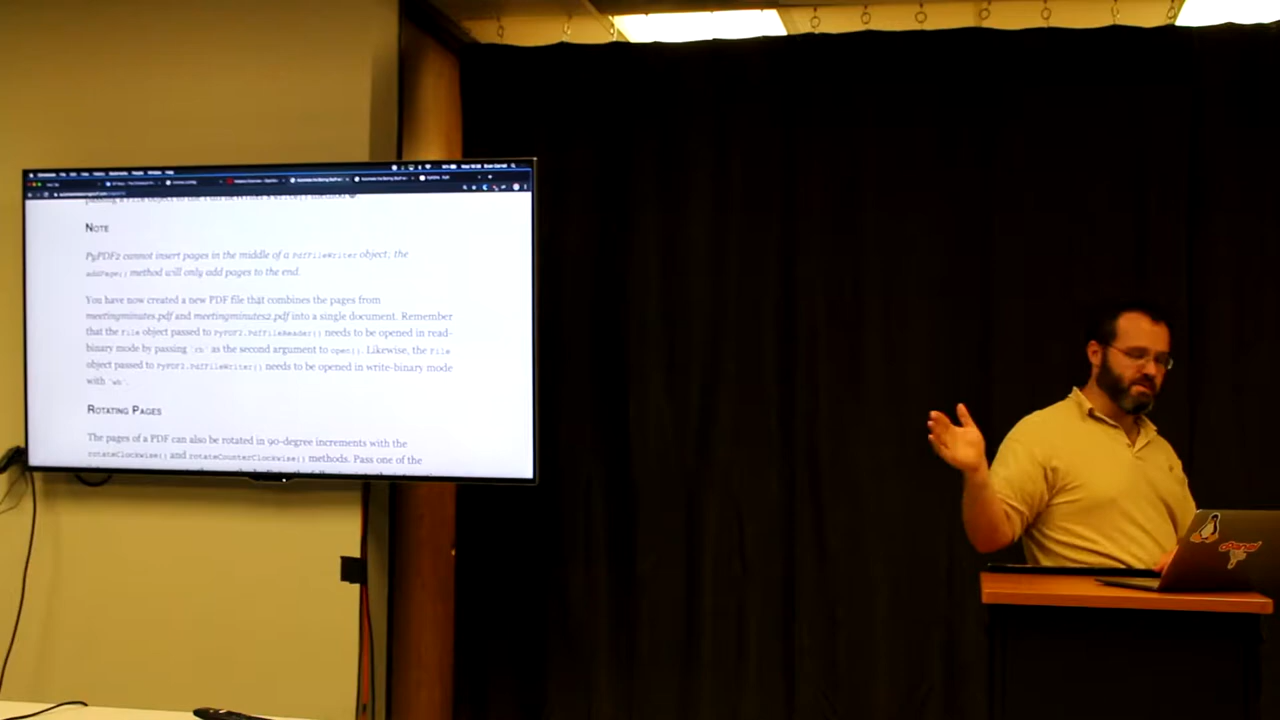 NOTE
PyPDF2 cannot insert pages in the middle of a PdfFileWriter object, the
addPage() method will only add pages to the end.
You have now created a new PDF file that combines the pages from
meetingminutes.pdf and meetingminutes2.pdf into a single document. Remember
that the File object passed to PyPDF2.PdfFileReader() needs to be opened in read-
binary mode by passing 'rb' as the second argument to open(). Likewise, the File
object passed to PyPDF2.PdfFileWriter() needs to be opened in write-binary mode
with 'wb'.
ROTATING PAGES
The pages of a PDF can also be rotated in 90-degree increments with the
rotateClockwise() and rotateCounterClockwise() methods. Pass one of the
cPanel